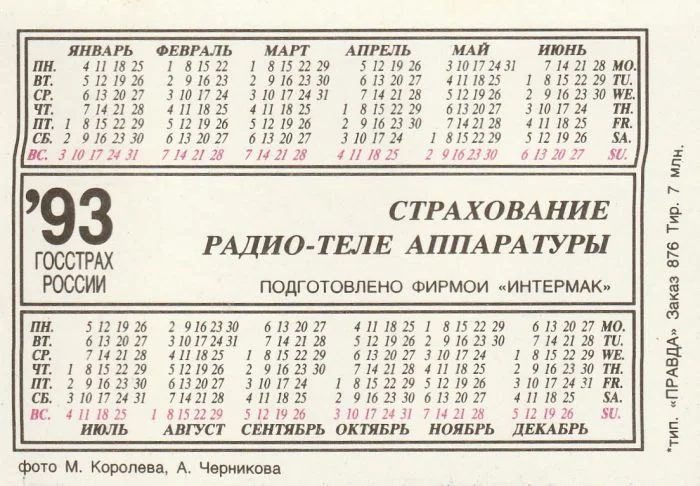 ЯНВАРЬ ФЕВРАЛЬ МАРТ АПРЕЛЬ МАЙ ИЮНЬ
ПН. 4 11 18 25 1 8 15 22 1 8 15 22 29 5 12 19 26 3 10 17 24 31 7 14 21 28 MO.
ВТ. 5 12 19 26 2 9 16 23 2 9 16 23 30 6 13 20 27 4 11 18 25 1 8 15 22 29 TU.
СР. 6 13 20 27 3 10 17 24 3 10 17 24 31 7 14 21 28 5 12 19 26 2 9 16 23 30 WE.
ЧТ. 7 14 21 28 4 11 18 25 4 11 18 25 1 8 15 22 29 6 13 20 27 3 10 17 24 TH.
ПТ. 1 8 15 22 29 5 12 19 26 5 12 19 26 2 9 16 23 30 7 14 21 28 4 11 18 25 FR.
СБ. 2 9 16 23 30 6 13 20 27 6 13 20 27 3 10 17 24 1 8 15 22 29 5 12 19 26 SA.
ВС. 3 10 17 24 31 7 14 21 28 7 14 21 28 4 11 18 25 2 9 16 23 30 6 13 20 27 SU.
'93
ГОССТРАХ
РОССИИ
СТРАХОВАНИЕ
РАДИО-ТЕЛЕ АППАРАТУРЫ
ПОДГОТОВЛЕНО ФИРМОИ «ИНТЕРМАК»
ПН. 5 12 19 26 2 9 16 23 30 6 13 20 27 4 11 18 25 1 8 15 22 29 6 13 20 27 MO.
ВТ. 6 13 20 27 3 10 17 24 31 7 14 21 28 5 12 19 26 2 9 16 23 30 7 14 21 28 TU.
СР. 7 14 21 28 4 11 18 25 1 8 15 22 29 6 13 20 27 3 10 17 24 1 8 15 22 29 WE.
ЧТ. 1 8 15 22 29 5 12 19 26 2 9 16 23 30 7 14 21 28 4 11 18 25 2 9 16 23 30 TH.
ПТ. 2 9 16 23 30 6 13 20 27 3 10 17 24 1 8 15 22 29 5 12 19 26 3 10 17 24 31 FR.
СБ. 3 10 17 24 31 7 14 21 28 4 11 18 25 2 9 16 23 30 6 13 20 27 4 11 18 25 SA.
ВС. 4 11 18 25 1 8 15 22 29 5 12 19 26 3 10 17 24 31 7 14 21 28 5 12 19 26 SU.
ИЮЛЬ АВГУСТ СЕНТЯБРЬ ОКТЯБРЬ НОЯБРЬ ДЕКАБРЬ
фото М. Королева, А. Черникова
*тип. «ПРАВДА» Заказ 876 Тир. 7 млн.